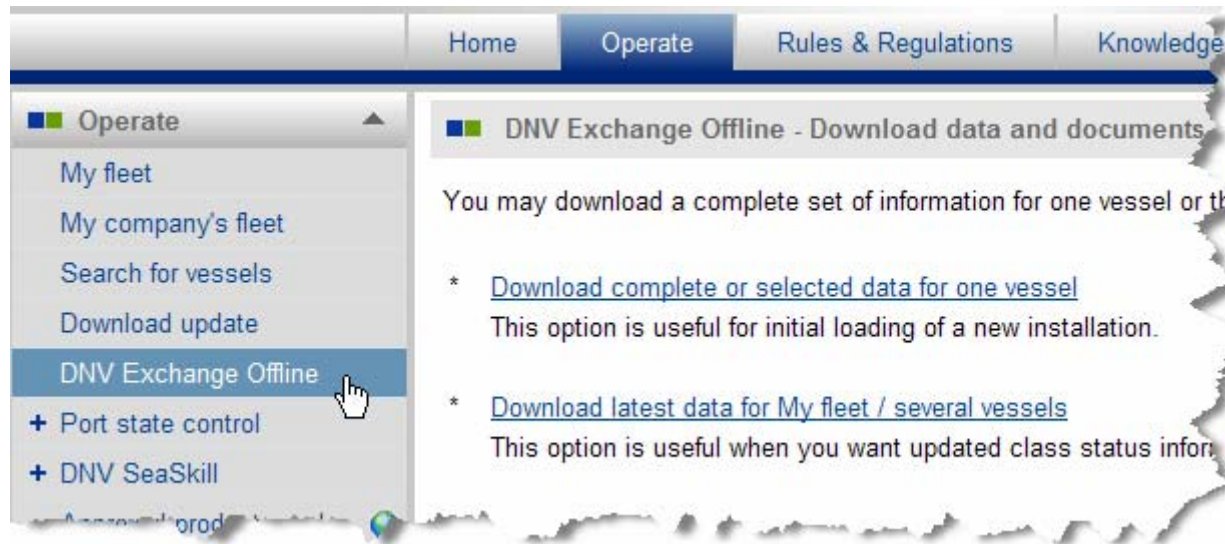 Home Operate Rules & Regulations Knowledge
Operate
My fleet
My company's fleet
Search for vessels
Download update
DNV Exchange Offline
+ Port state control
+ DNV SeaSkill
DNV Exchange Offline - Download data and documents
You may download a complete set of information for one vessel or
* Download complete or selected data for one vessel
This option is useful for initial loading of a new installation.
* Download latest data for My fleet / several vessels
This option is useful when you want updated class status